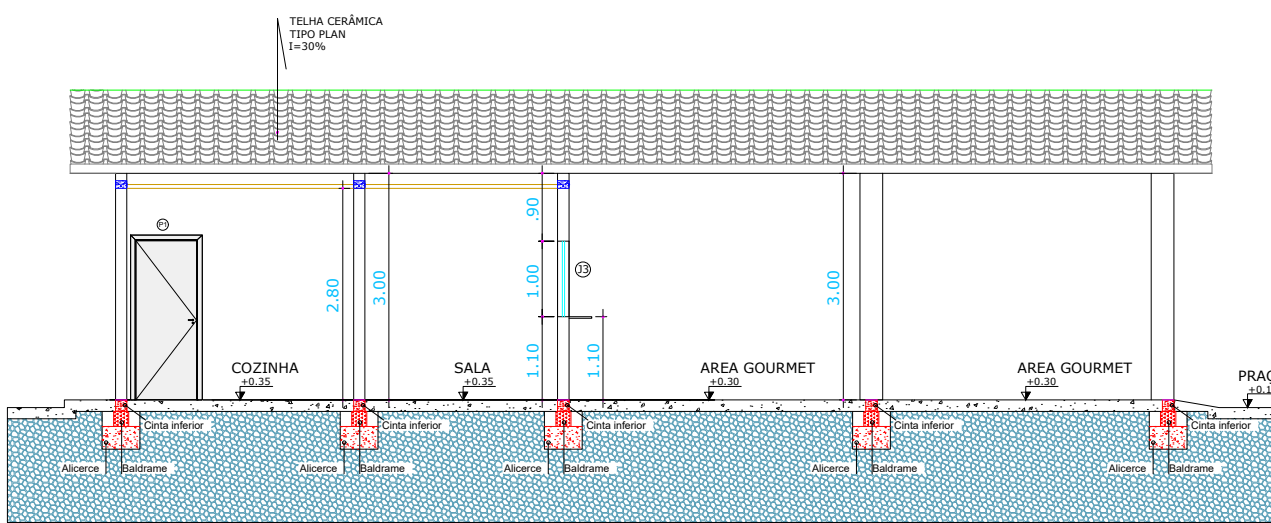 TELHA CERÂMICA
TIPO PLAN
I=30%
P1
.90
J3
1.00
2.80
3.00
3.00
1.10
1.10
COZINHA
+0.35
SALA
+0.35
AREA GOURMET
+0.30
AREA GOURMET
+0.30
PRAÇ
+0.1
Cinta inferior
Cinta inferior
Cinta inferior
Cinta inferior
Cinta inferior
Alicerce
Baldrame
Alicerce
Baldrame
Alicerce
Baldrame
Alicerce
Baldrame
Alicerce
Baldrame